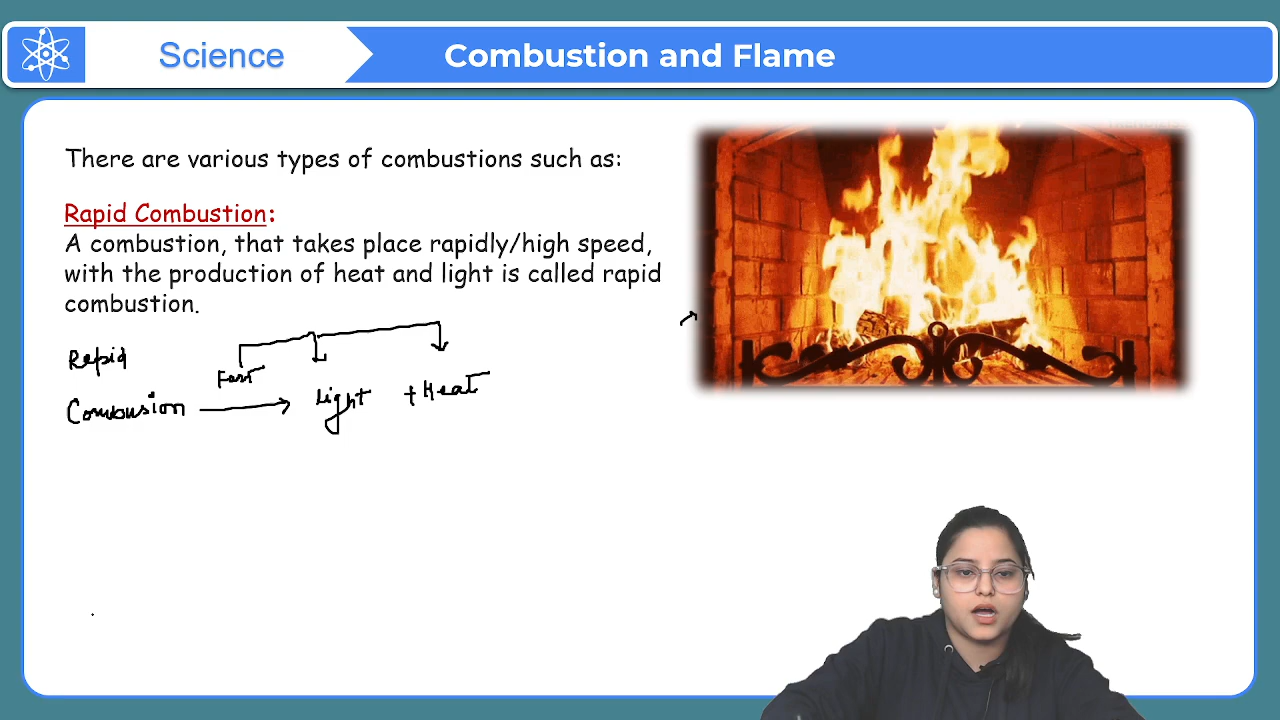 Science
Combustion and Flame
There are various types of combustions such as:
Rapid Combustion:
A combustion, that takes place rapidly/high speed,
with the production of heat and light is called rapid
combustion.
Rapid
Fast
Combusion
Light + Heat